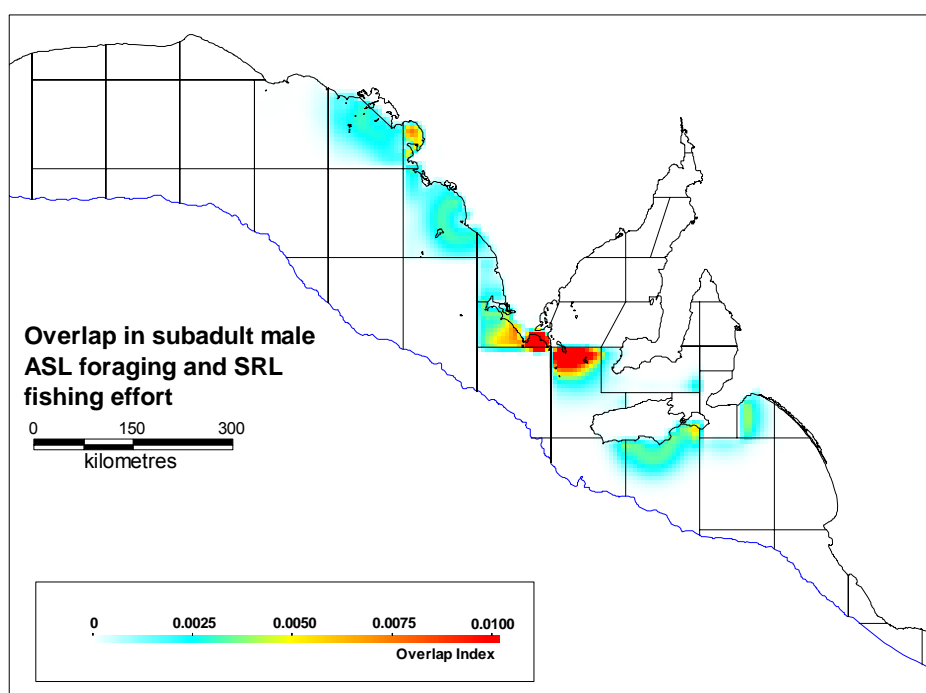 Overlap in subadult male
ASL foraging and SRL
fishing effort
0 150 300
kilometres
0 0.0025 0.0050 0.0075 0.0100
Overlap Index